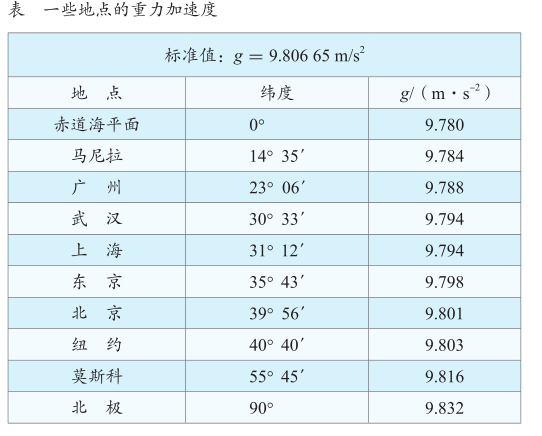 表 一些地点的重力加速度
标准值：g = 9.806 65 m/s²
地 点 纬度 g/（m·s⁻²）
赤道海平面 0° 9.780
马尼拉 14° 35′ 9.784
广 州 23° 06′ 9.788
武 汉 30° 33′ 9.794
上 海 31° 12′ 9.794
东 京 35° 43′ 9.798
北 京 39° 56′ 9.801
纽 约 40° 40′ 9.803
莫斯科 55° 45′ 9.816
北 极 90° 9.832